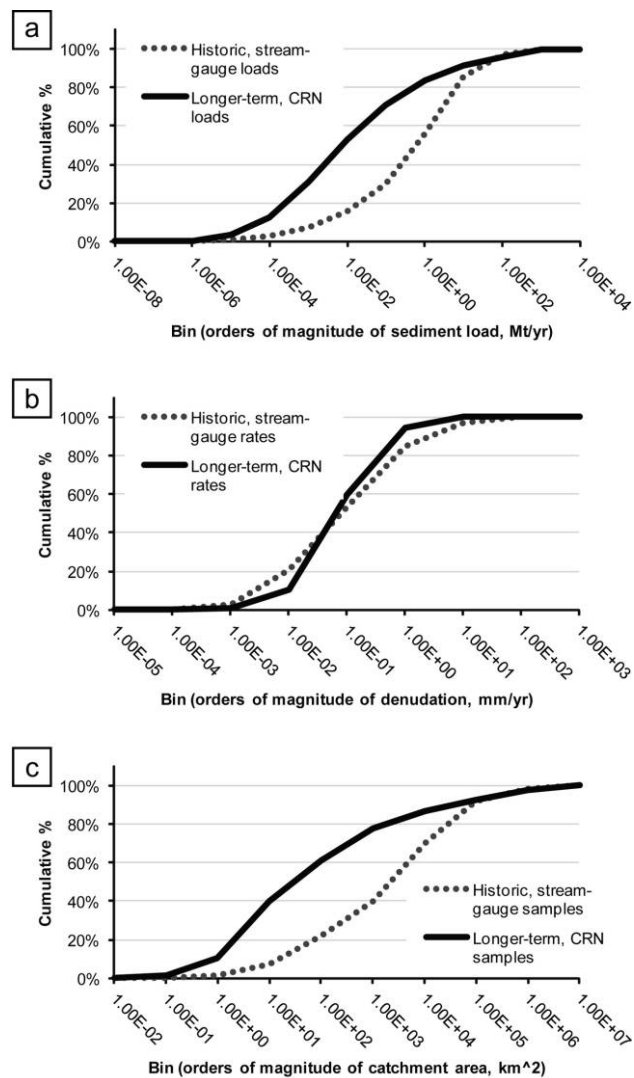 a
100%
80%
60%
40%
20%
0%
Cumulative %
Historic, stream-
gauge loads
Longer-term, CRN
loads
1.00E-08
1.00E-06
1.00E-04
1.00E-02
1.00E+00
1.00E+02
1.00E+04
Bin (orders of magnitude of sediment load, Mt/yr)
b
100%
80%
60%
40%
20%
0%
Cumulative %
Historic, stream-
gauge rates
Longer-term, CRN
rates
1.00E-05
1.00E-04
1.00E-03
1.00E-02
1.00E-01
1.00E+00
1.00E+01
1.00E+02
1.00E+03
Bin (orders of magnitude of denudation, mm/yr)
c
100%
80%
60%
40%
20%
0%
Cumulative %
Historic, stream-
gauge samples
Longer-term, CRN
samples
1.00E-02
1.00E-01
1.00E+00
1.00E+01
1.00E+02
1.00E+03
1.00E+04
1.00E+05
1.00E+06
1.00E+07
Bin (orders of magnitude of catchment area, km^2)